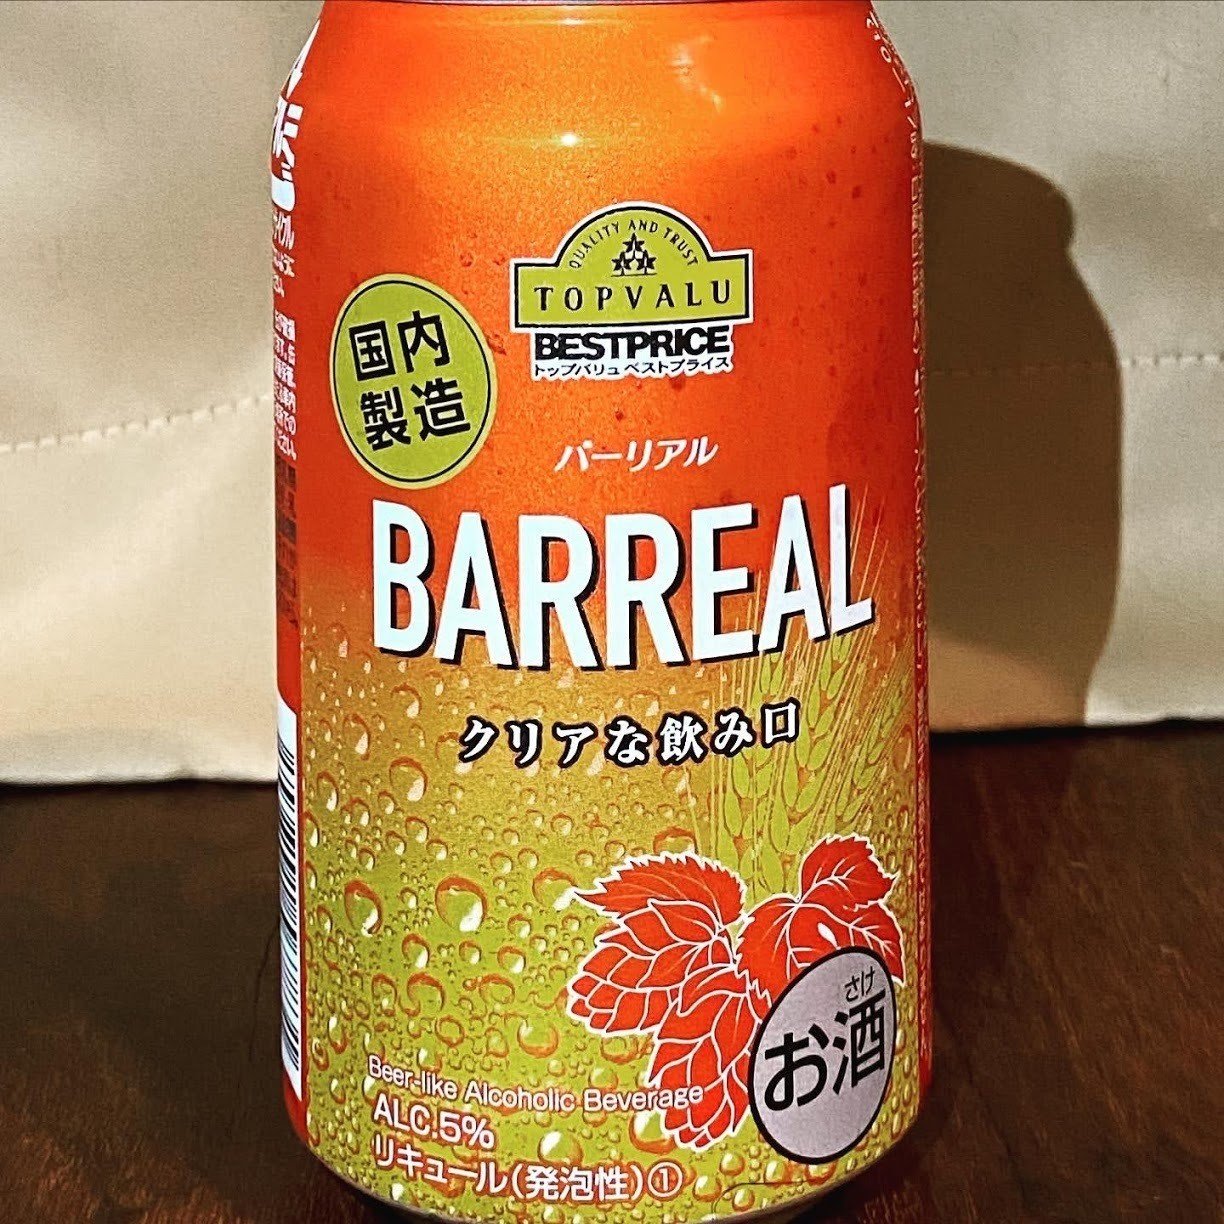 QUALITY AND TRUST
TOPVALU
BESTPRICE
トップバリュ ベストプライス
国内
製造
バーリアル
BARREAL
クリアな飲み口
さけ
お酒
Beer-like Alcoholic Beverage
ALC.5%
リキュール(発泡性)①